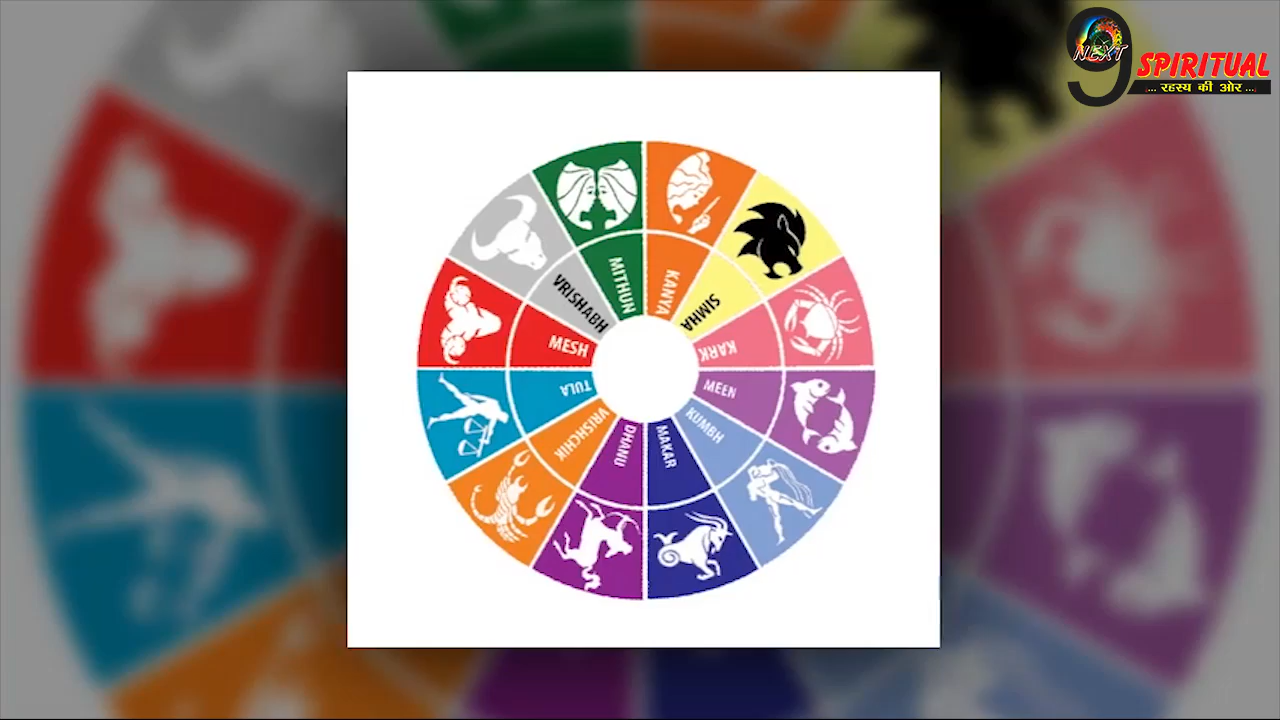 9
NEXT
SPIRITUAL
... रहस्य की ओर ...
MITHUN
KANYA
SIMHA
KARK
MEEN
KUMBH
MAKAR
DHANU
VRISHCHIK
TULA
MESH
VRISHABH